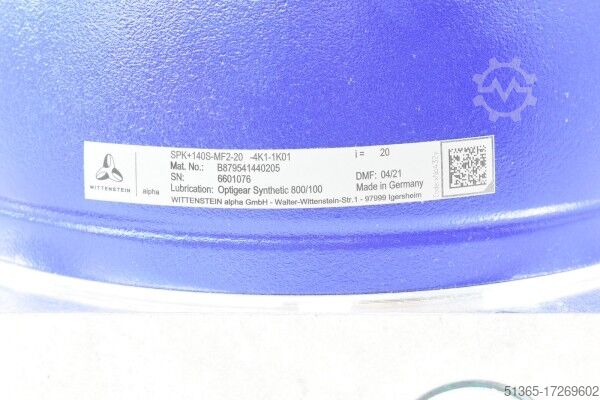 SPK+140S-MF2-20 -4K1-1K01 i = 20
Mat. No.: B879541440205
SN: 6601076 DMF: 04/21
Lubrication: Optigear Synthetic 800/100 Made in Germany
WITTENSTEIN alpha GmbH - Walter-Wittenstein-Str.1 - 97999 Igersheim
WITTENSTEIN alpha
51365-17269602